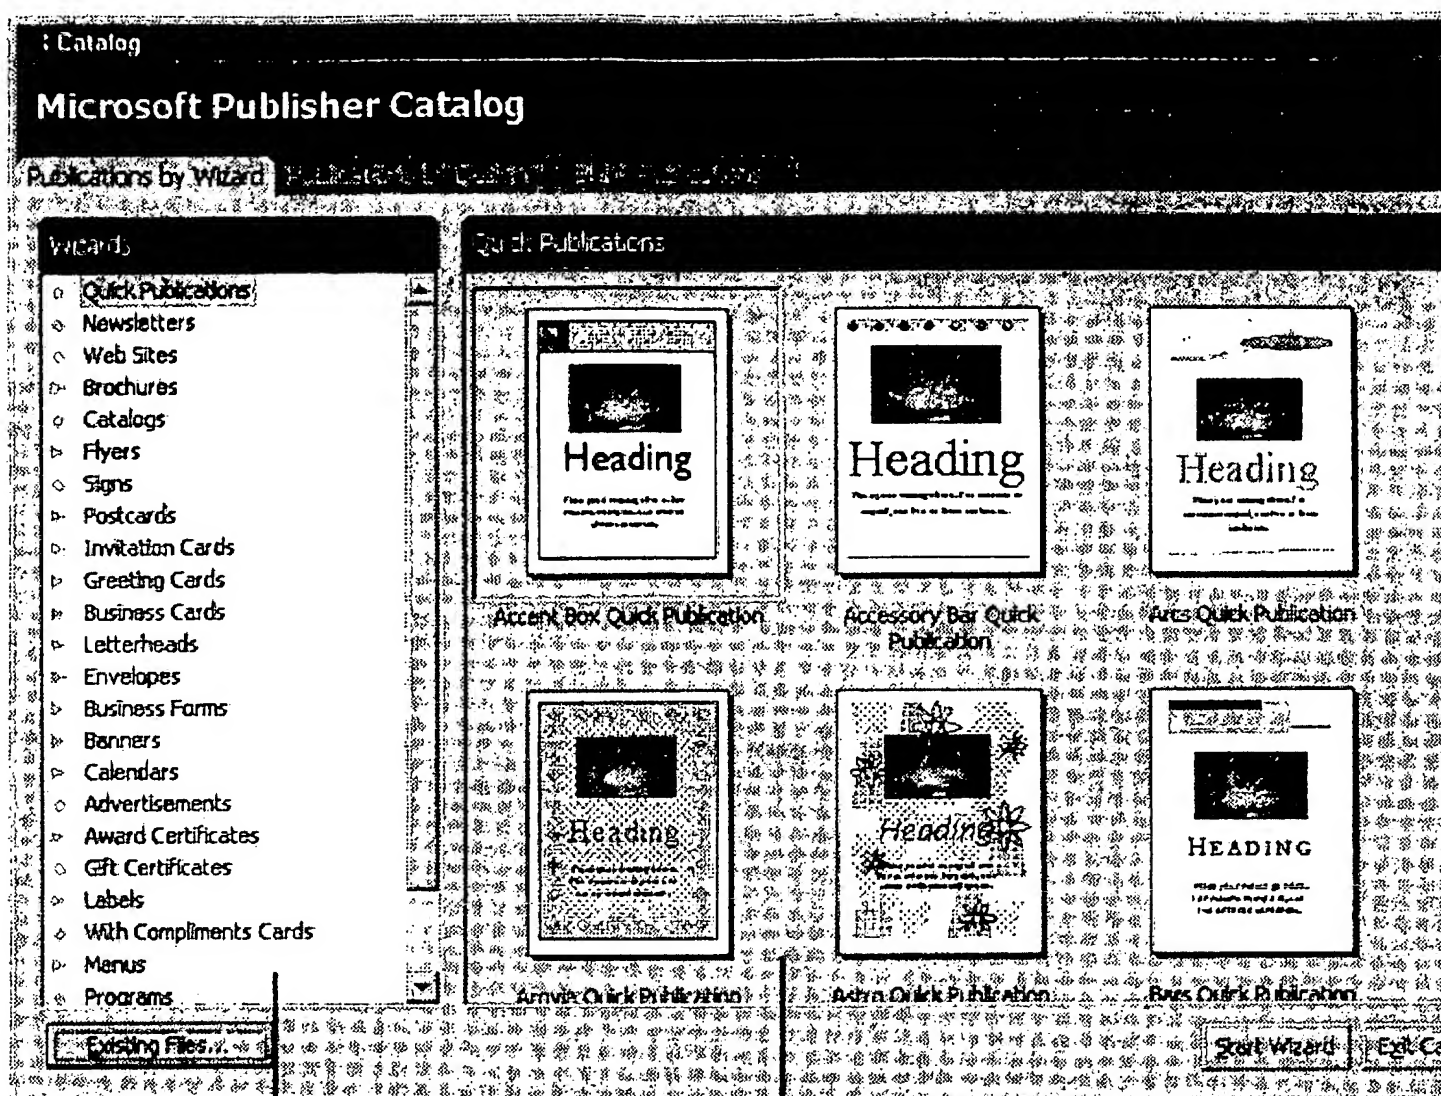 : Catalog
Microsoft Publisher Catalog
Publications by Wizard
Wizards
Quick Publications
Newsletters
Web Sites
Brochures
Catalogs
Flyers
Signs
Postcards
Invitation Cards
Greeting Cards
Business Cards
Letterheads
Envelopes
Business Forms
Banners
Calendars
Advertisements
Award Certificates
Gift Certificates
Labels
With Compliments Cards
Menus
Programs
Existing Files...
Quick Publications
Heading
Accent Box Quick Publication
Heading
Accessory Bar Quick
Publication
Heading
Arcs Quick Publication
Heading
Quick Publication
Heading
Astro Quick Publication
HEADING
Bars Quick Publication
Start Wizard
Exit Ca